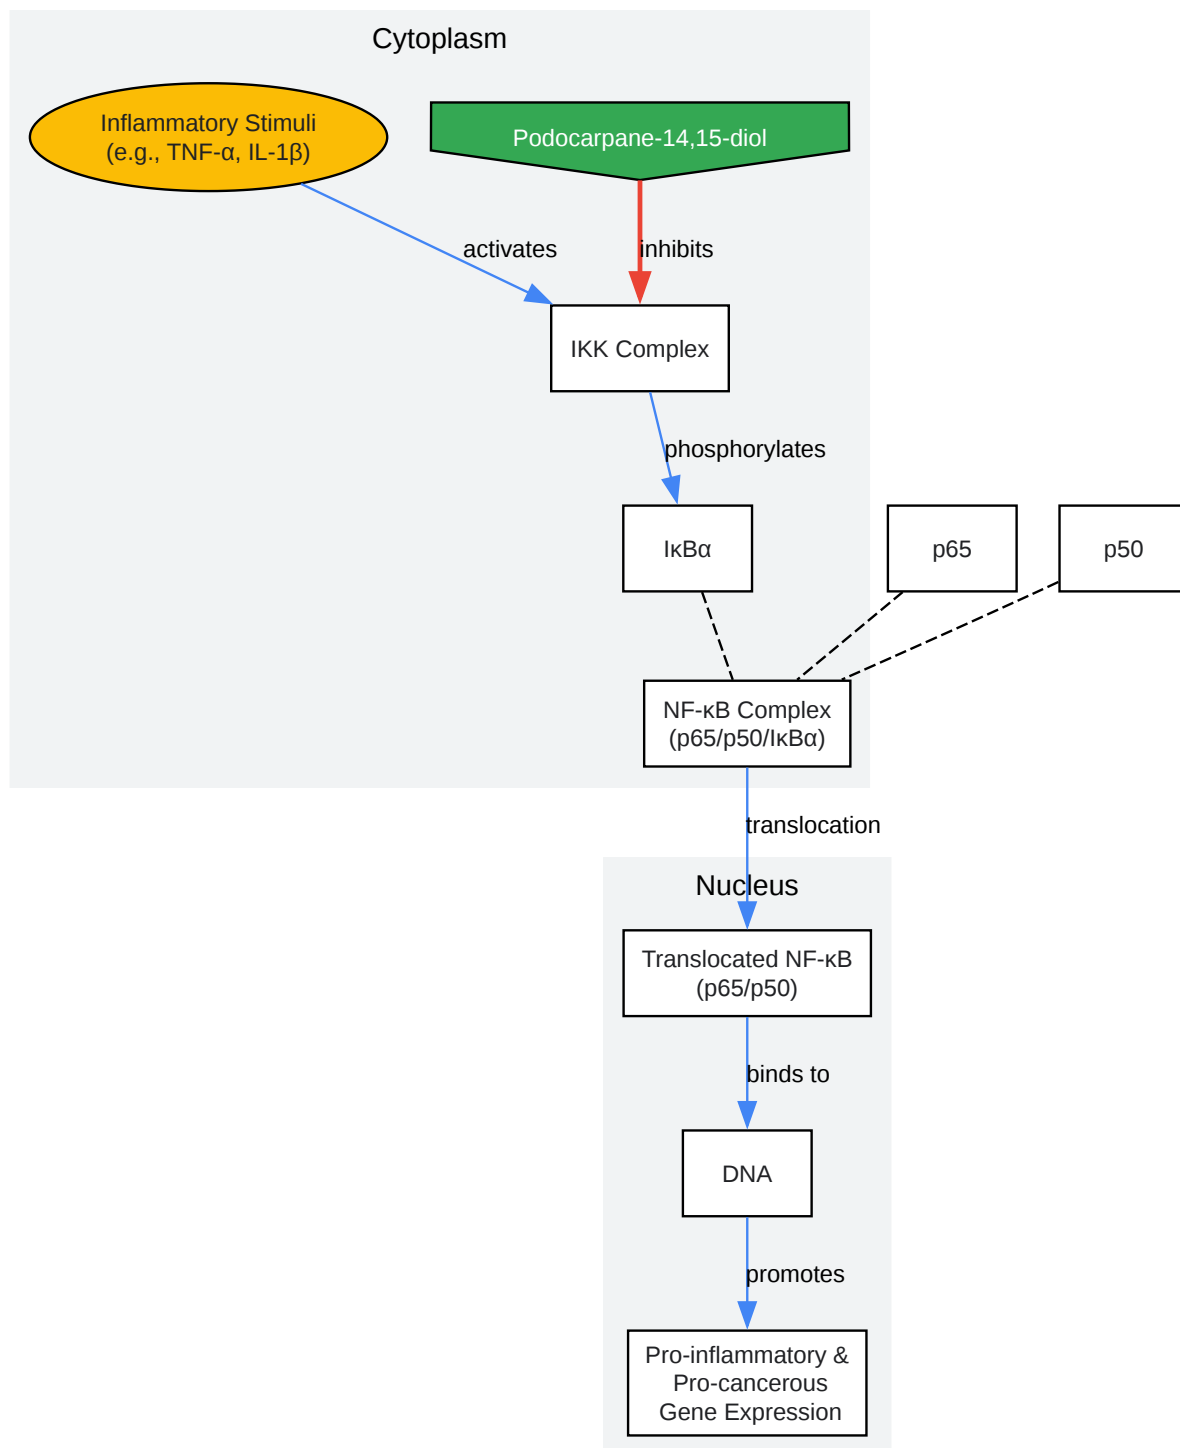 Cytoplasm
Inflammatory Stimuli
(e.g., TNF-α, IL-1β)
Podocarpane-14,15-diol
activates
inhibits
IKK Complex
phosphorylates
IκBα
p65
p50
NF-κB Complex
(p65/p50/IκBα)
translocation
Nucleus
Translocated NF-κB
(p65/p50)
binds to
DNA
promotes
Pro-inflammatory &
Pro-cancerous
Gene Expression